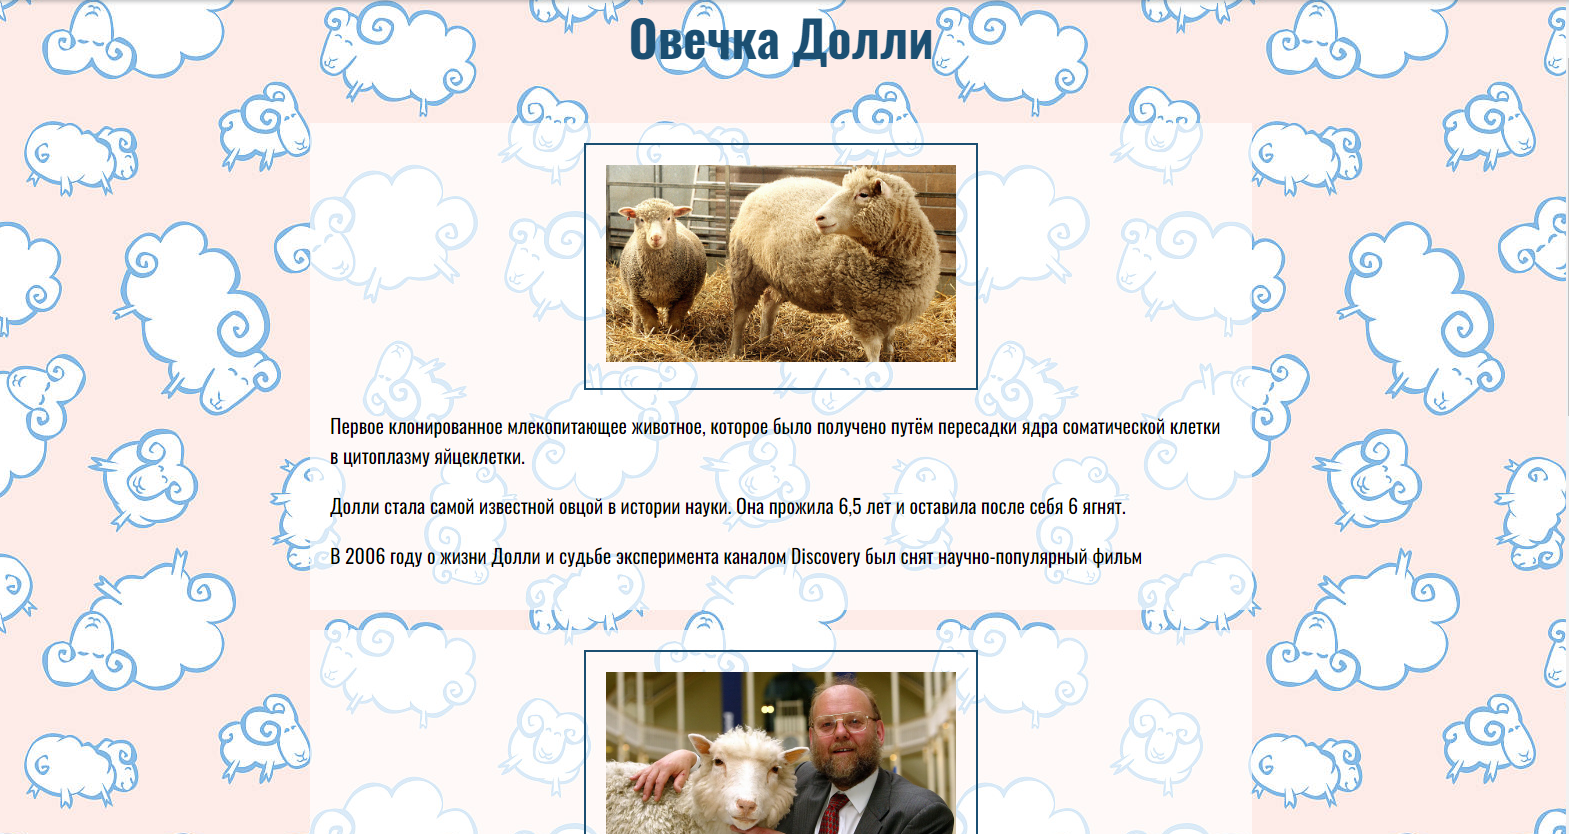 Овечка Долли
Первое клонированное млекопитающее животное, которое было получено путём пересадки ядра соматической клетки
в цитоплазму яйцеклетки.
Долли стала самой известной овцой в истории науки. Она прожила 6,5 лет и оставила после себя 6 ягнят.
В 2006 году о жизни Долли и судьбе эксперимента каналом Discovery был снят научно-популярный фильм